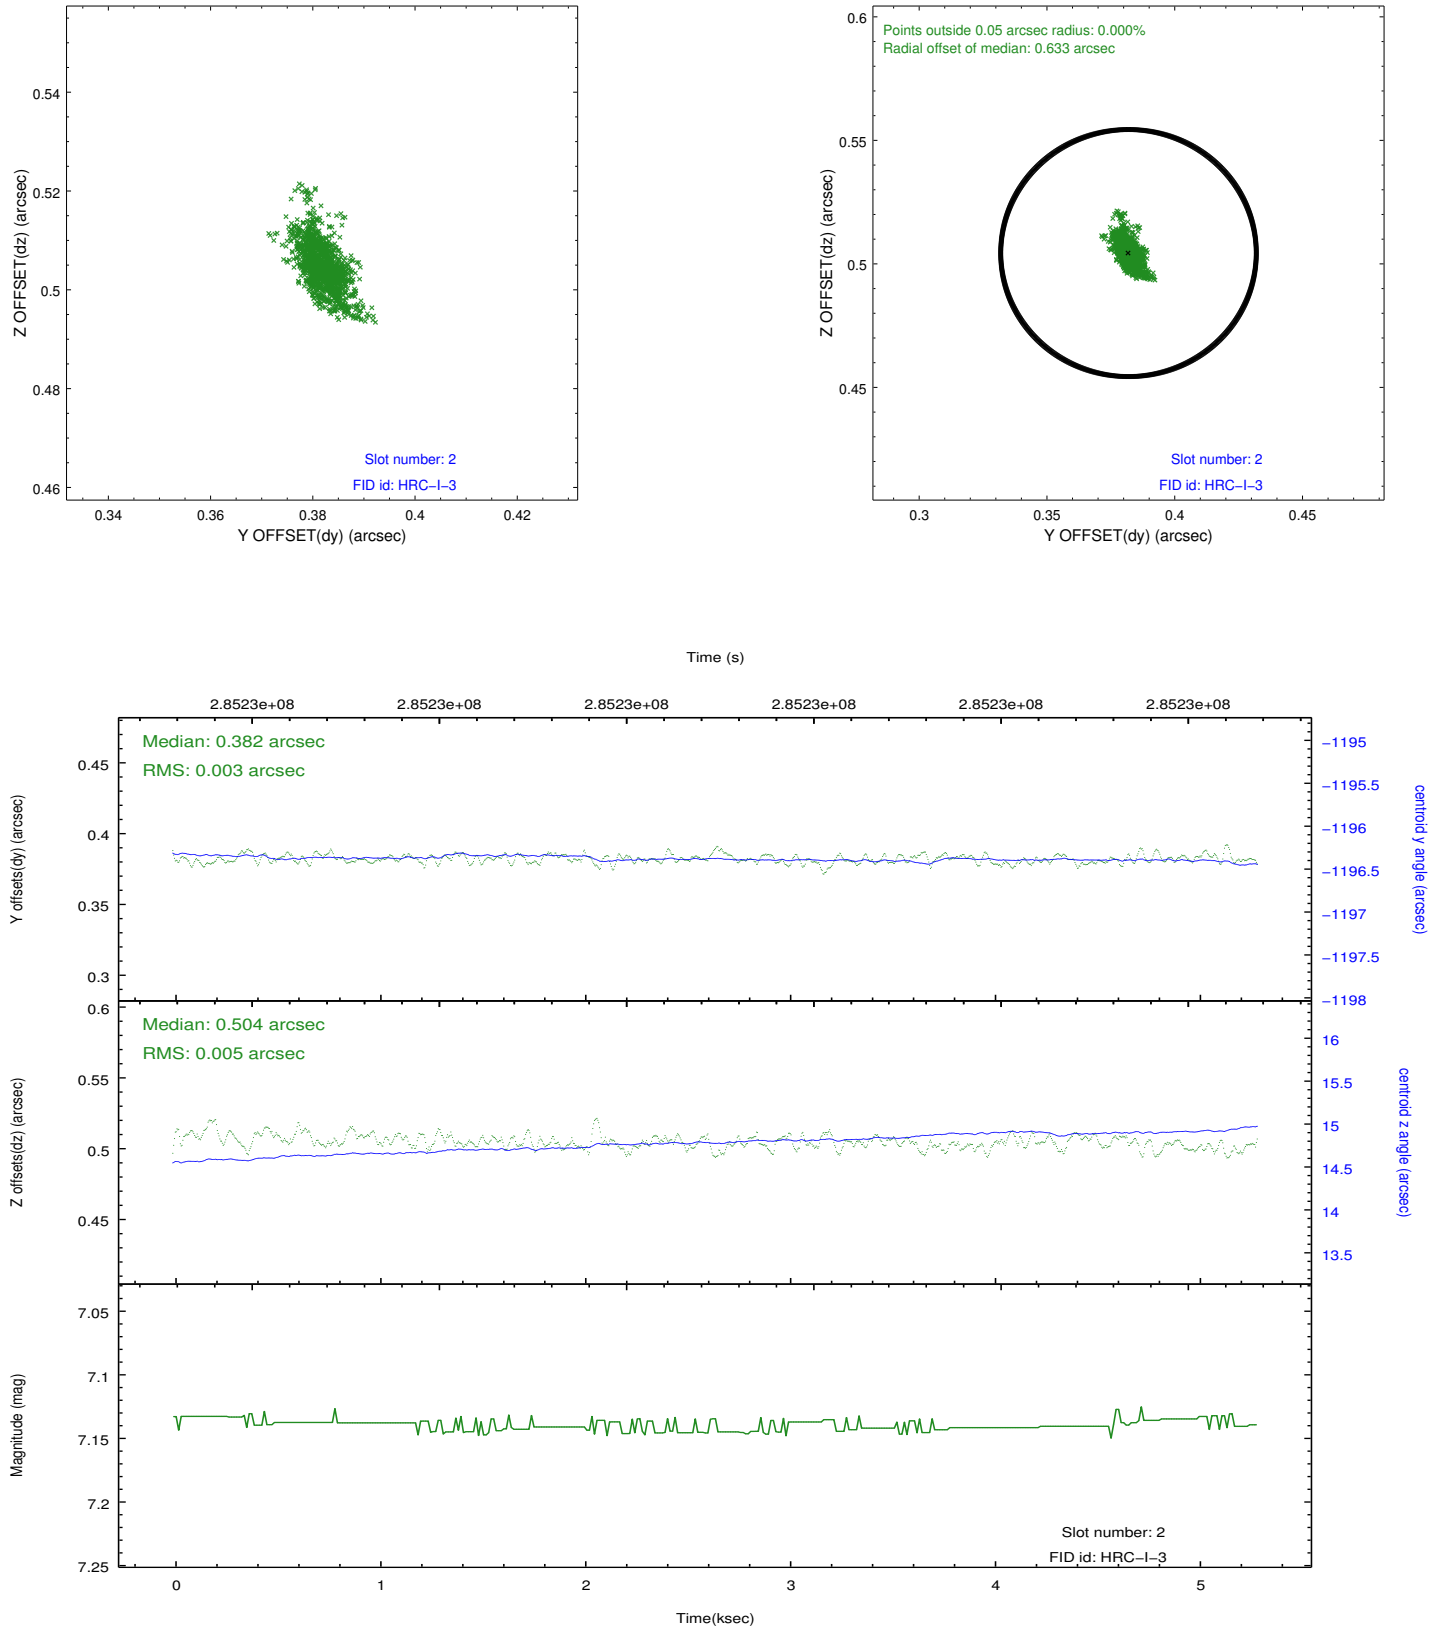 0.54
0.52
0.5
0.48
0.46
Z OFFSET(dz) (arcsec)
Slot number: 2
FID id: HRC-I-3
0.34 0.36 0.38 0.4 0.42
Y OFFSET(dy) (arcsec)
Points outside 0.05 arcsec radius: 0.000%
Radial offset of median: 0.633 arcsec
0.6
0.55
0.5
0.45
Z OFFSET(dz) (arcsec)
Slot number: 2
FID id: HRC-I-3
0.3 0.35 0.4 0.45
Y OFFSET(dy) (arcsec)
Time (s)
2.8523e+08 2.8523e+08 2.8523e+08 2.8523e+08 2.8523e+08 2.8523e+08
Median: 0.382 arcsec
RMS: 0.003 arcsec
0.45
0.4
0.35
0.3
Y offsets(dy) (arcsec)
-1195
-1195.5
-1196
-1196.5
-1197
-1197.5
-1198
centroid y angle (arcsec)
Median: 0.504 arcsec
RMS: 0.005 arcsec
0.6
0.55
0.5
0.45
Z offsets(dz) (arcsec)
16
15.5
15
14.5
14
13.5
centroid z angle (arcsec)
7.05
7.1
7.15
7.2
7.25
Magnitude (mag)
Slot number: 2
FID id: HRC-I-3
0 1 2 3 4 5
Time(ksec)